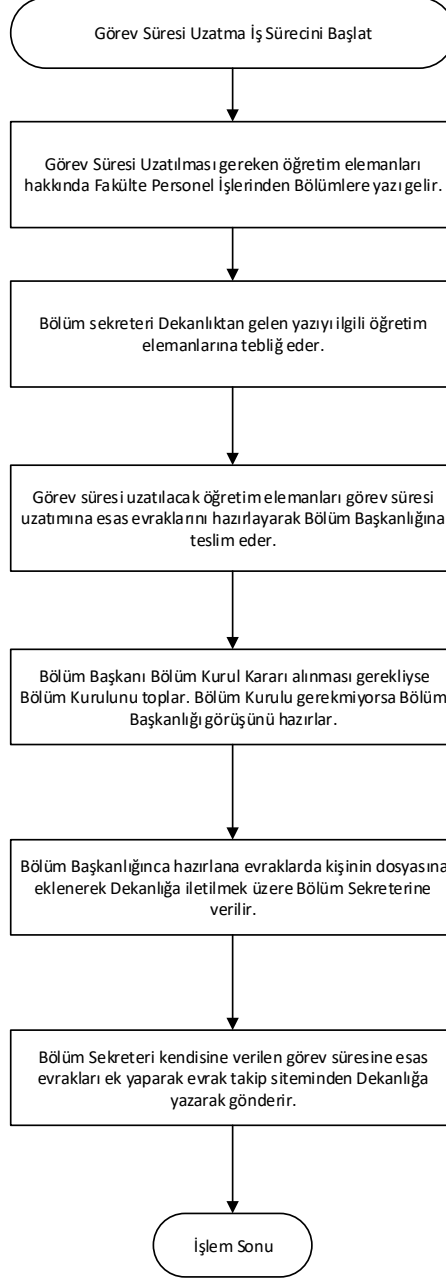 Görev Süresi Uzatma İş Sürecini Başlat
Görev Süresi Uzatılması gereken öğretim elemanları
hakkında Fakülte Personel İşlerinden Bölümlere yazı gelir.
Bölüm sekreteri Dekanlıktan gelen yazıyı ilgili öğretim
elemanlarına tebliğ eder.
Görev süresi uzatılacak öğretim elemanları görev süresi
uzatımına esas evraklarını hazırlayarak Bölüm Başkanlığına
teslim eder.
Bölüm Başkanı Bölüm Kurul Kararı alınması gerekliyse
Bölüm Kurulunu toplar. Bölüm Kurulu gerekmiyorsa Bölüm
Başkanlığı görüşünü hazırlar.
Bölüm Başkanlığınca hazırlana evraklarda kişinin dosyasına
eklenerek Dekanlığa iletilmek üzere Bölüm Sekreterine
verilir.
Bölüm Sekreteri kendisine verilen görev süresine esas
evrakları ek yaparak evrak takip siteminden Dekanlığa
yazarak gönderir.
İşlem Sonu